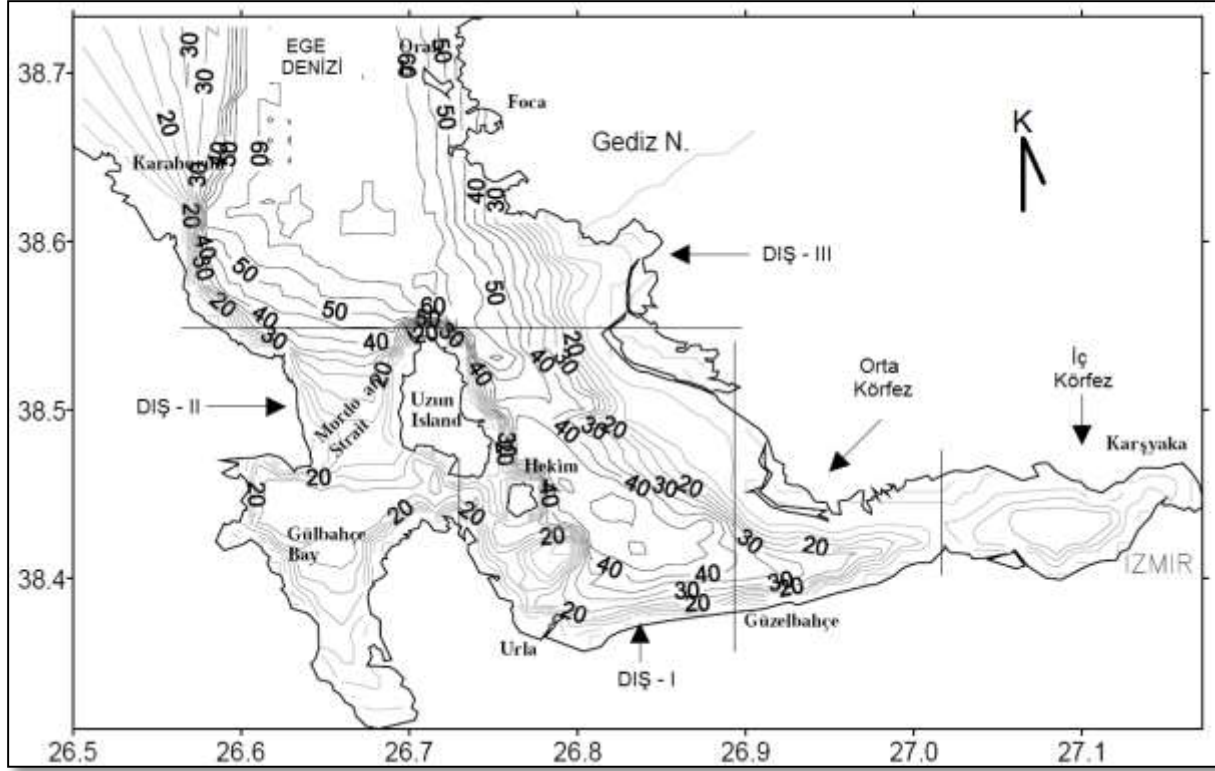 EGE
DENİZİ
Foca
Gediz N.
K
38.7
38.6
38.5
38.4
DIŞ - III
DIŞ - II
DIŞ - I
Uzun
Island
Strait
Hekim
Gülbahçe
Bay
Urla
Güzelbahçe
Orta
Körfez
İç
Körfez
Karşyaka
IZMIR
20
30
40
50
60
26.5 26.6 26.7 26.8 26.9 27.0 27.1